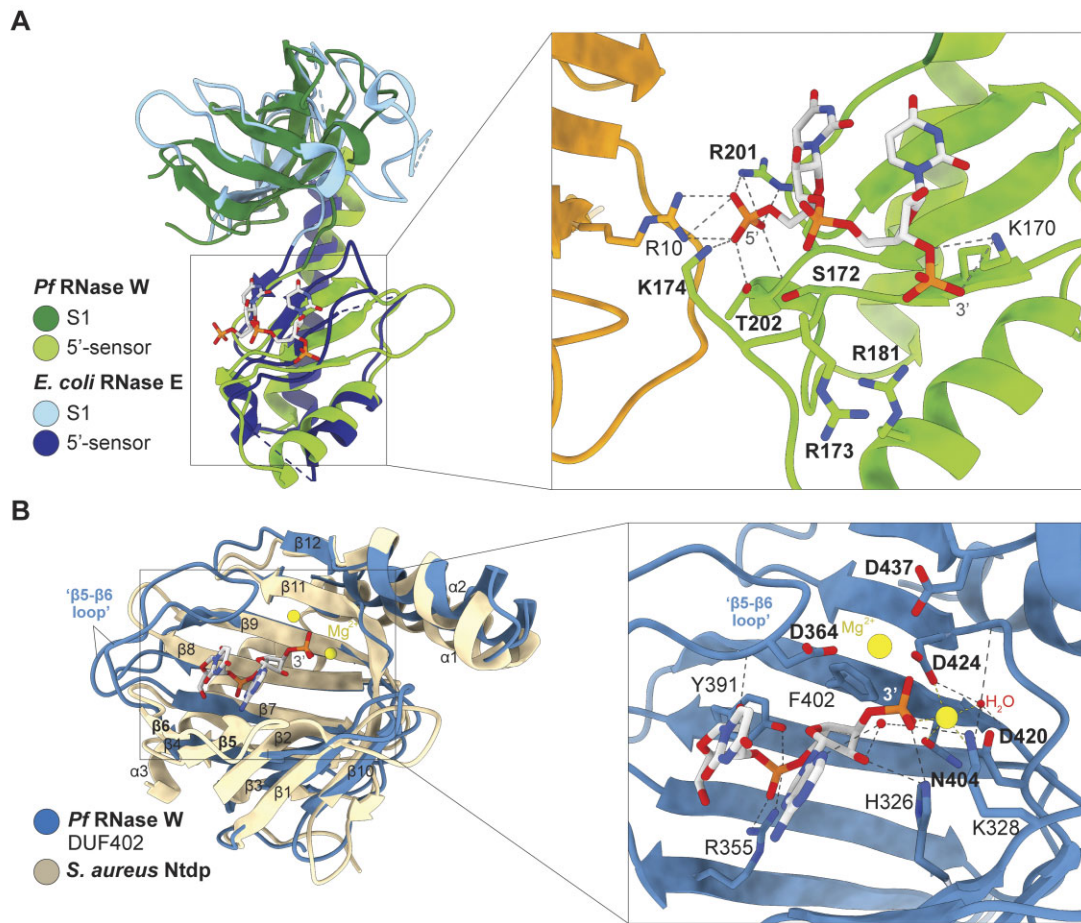 A
Pf RNase W
S1
5'-sensor
E. coli RNase E
S1
5'-sensor
R201
R10
5'
K174
T202
S172
K170
3'
R181
R173
B
'β5-β6
loop'
β12
β11
β9
β8
Mg²⁺
3'
α2
α1
β7
β6
β4
β5
β2
α3
β3
β1
β10
Pf RNase W
DUF402
S. aureus Ntdp
'β5-β6
loop'
D437
D364
Mg²⁺
D424
Y391
F402
3'
H₂O
D420
N404
H326
K328
R355